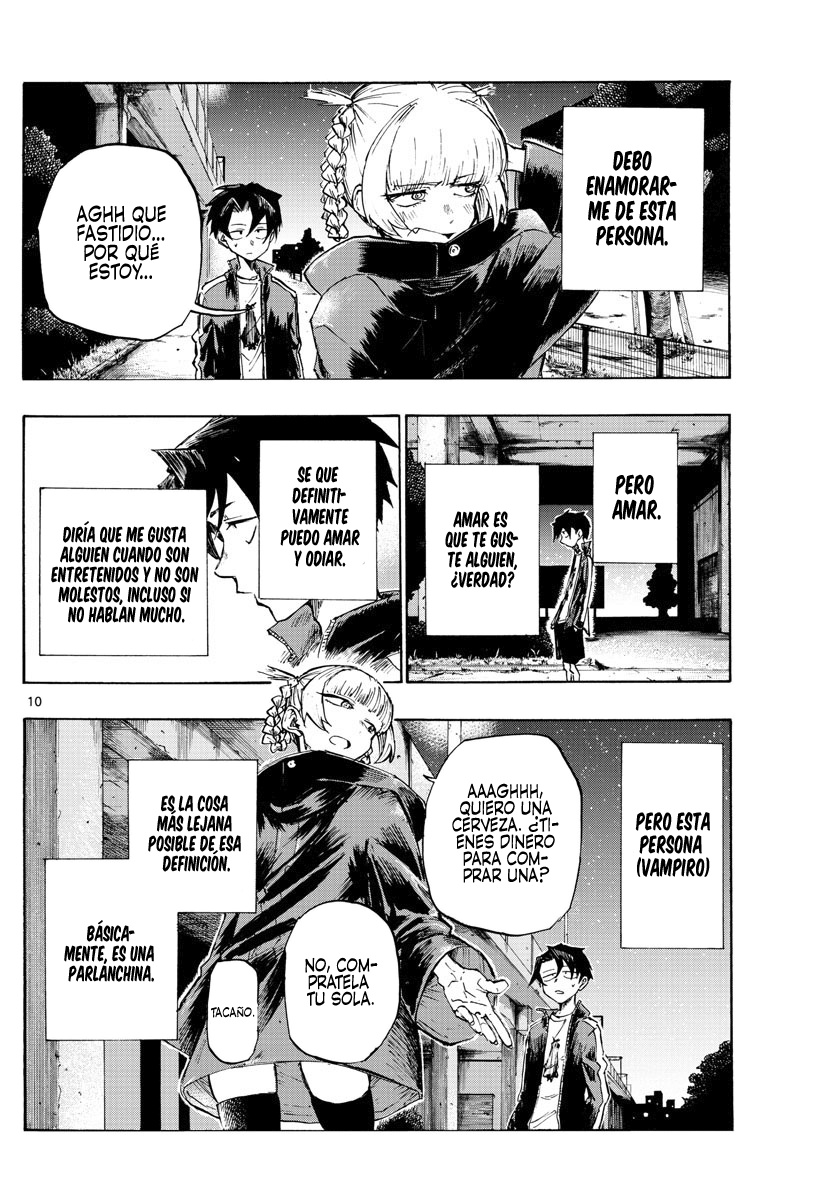 DEBO
ENAMORAR-
ME DE ESTA
PERSONA.
AGHH QUE
FASTIDIO...
POR QUÉ
ESTOY...
PERO
AMAR.
AMAR ES
QUE TE GUS-
TE ALGUIEN,
¿VERDAD?
SE QUE
DEFINITI-
VAMENTE
PUEDO AMAR
Y ODIAR.
DIRÍA QUE ME GUSTA
ALGUIEN CUANDO SON
ENTRETENIDOS Y NO SON
MOLESTOS, INCLUSO SI
NO HABLAN MUCHO.
10
PERO ESTA
PERSONA
(VAMPIRO)
AAAGHHH,
QUIERO UNA
CERVEZA. ¿TI-
ENES DINERO
PARA COM-
PRAR UNA?
ES LA COSA
MÁS LEJANA
POSIBLE DE ESA
DEFINICIÓN.
NO, COM-
PRATELA
TU SOLA.
TACAÑO.
BÁSICA-
MENTE, ES UNA
PARLANCHINA.